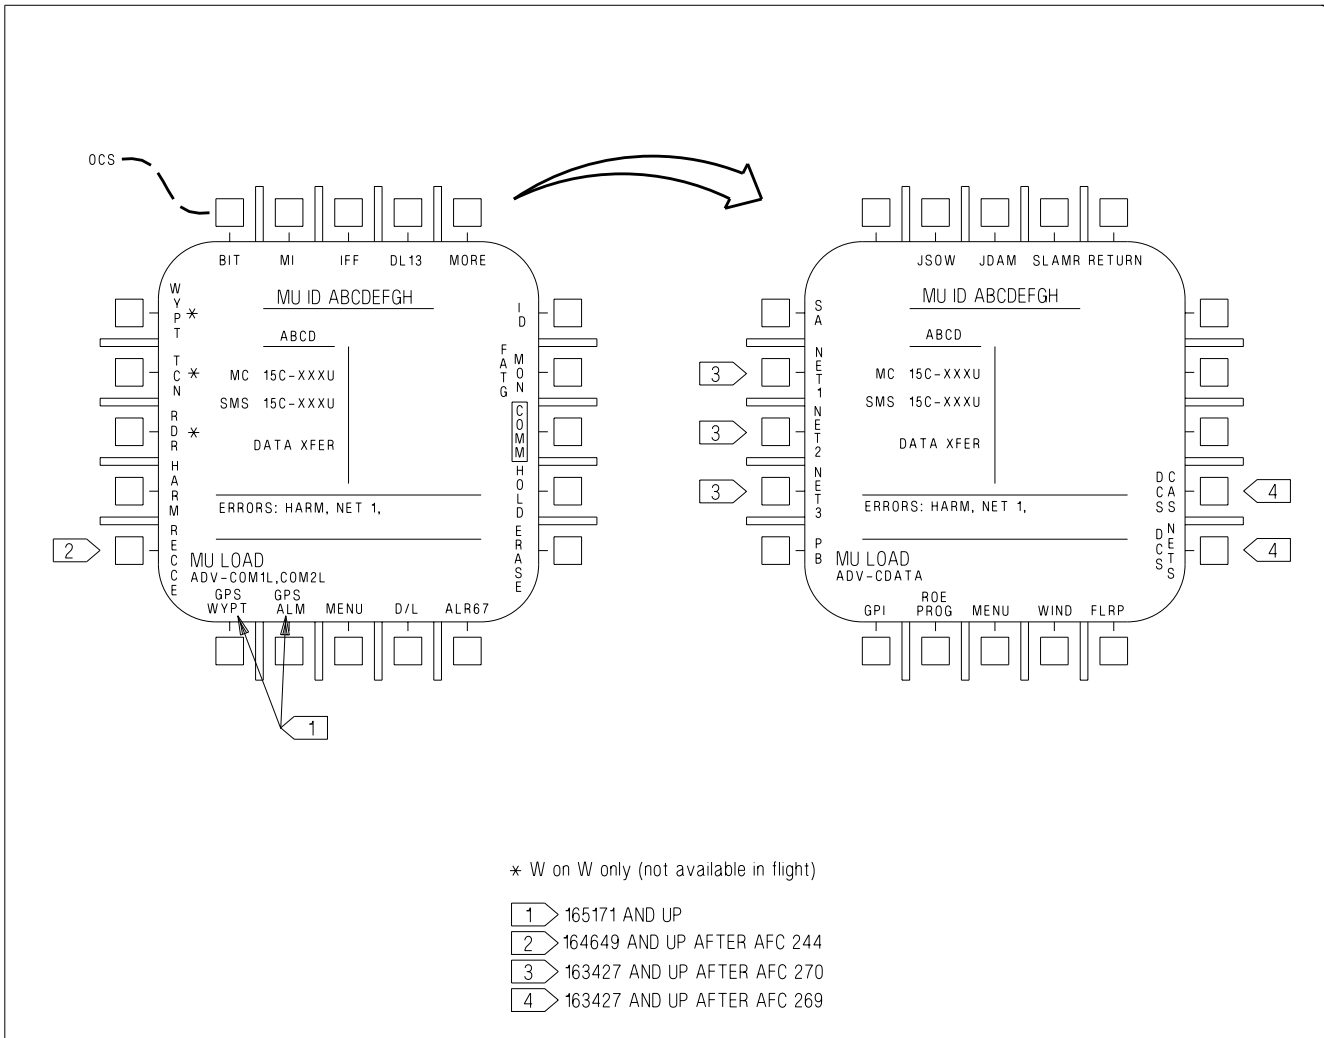 OCS
BIT MI IFF DL13 MORE
WYPT *
TCN *
RDR *
HARM
RECCE
MU ID ABCDEFGH
ABCD
MC 15C-XXXU
SMS 15C-XXXU
DATA XFER
ERRORS: HARM, NET 1,
MU LOAD
ADV-COM1L,COM2L
ID
FATG MON
COMM
HOLD
ERASE
GPS WYPT
GPS ALM
MENU D/L ALR67
2
1
JSOW JDAM SLAMR RETURN
SA
NET1
NET2
NET3
PB
MU ID ABCDEFGH
ABCD
MC 15C-XXXU
SMS 15C-XXXU
DATA XFER
ERRORS: HARM, NET 1,
MU LOAD
ADV-CDATA
DCS CAS
DCS NETS
GPI
ROE PROG
MENU WIND FLRP
3
3
3
4
4
* W on W only (not available in flight)
1 165171 AND UP
2 164649 AND UP AFTER AFC 244
3 163427 AND UP AFTER AFC 270
4 163427 AND UP AFTER AFC 269